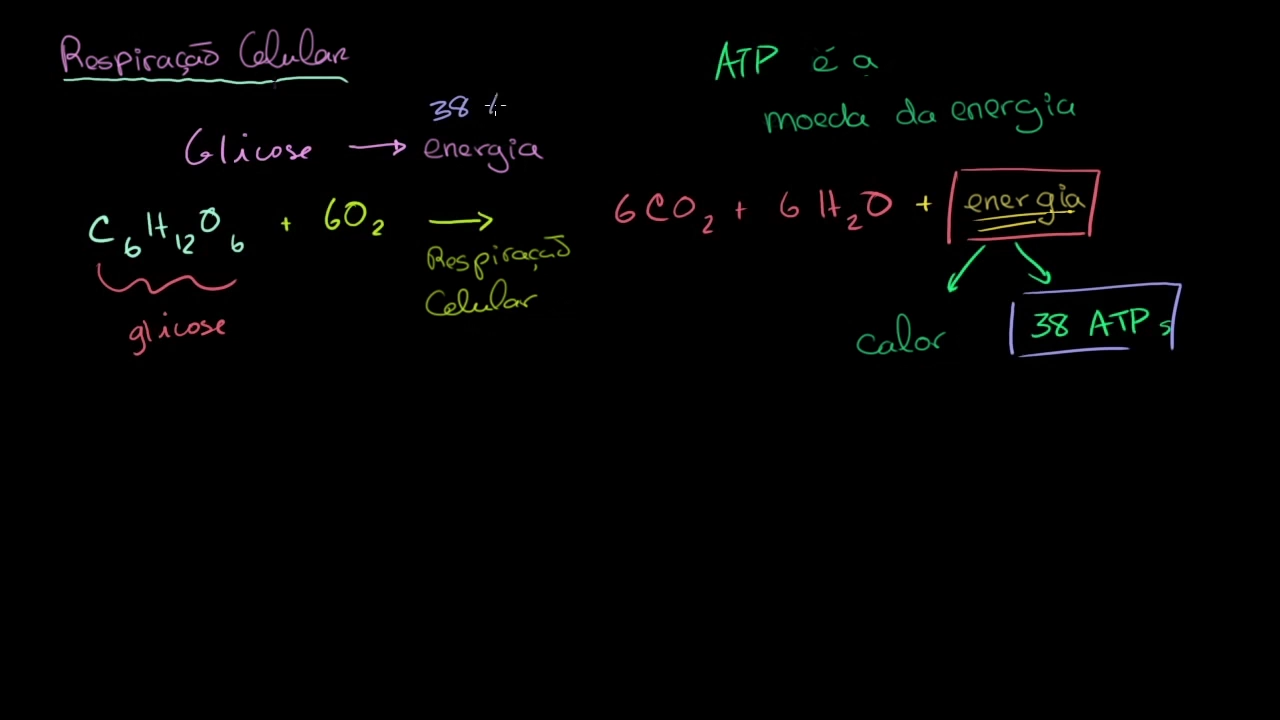 Respiração Celular
ATP é a
moeda da energia
38
Glicose → energia
C6H12O6 + 6O2 → 6CO2 + 6H2O + energia
Respiração
Celular
glicose
calor
38 ATPs